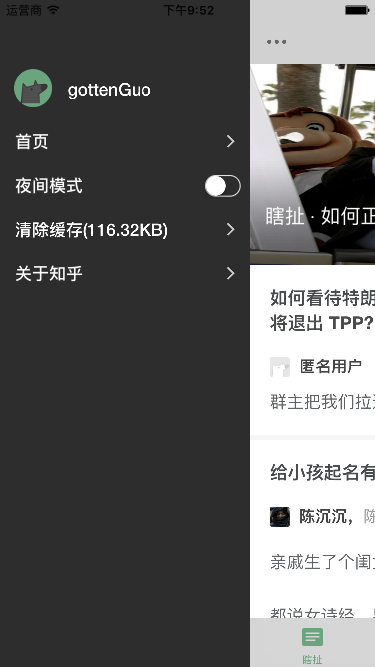 运营商
下午9:52
gottenGuo
首页
夜间模式
清除缓存(116.32KB)
关于知乎
瞎扯 · 如何正
如何看待特朗
将退出 TPP?
匿名用户
群主把我们拉
给小孩起名有
陈沉沉，陈
亲戚生了个闺
都说女诗经，
瞎扯